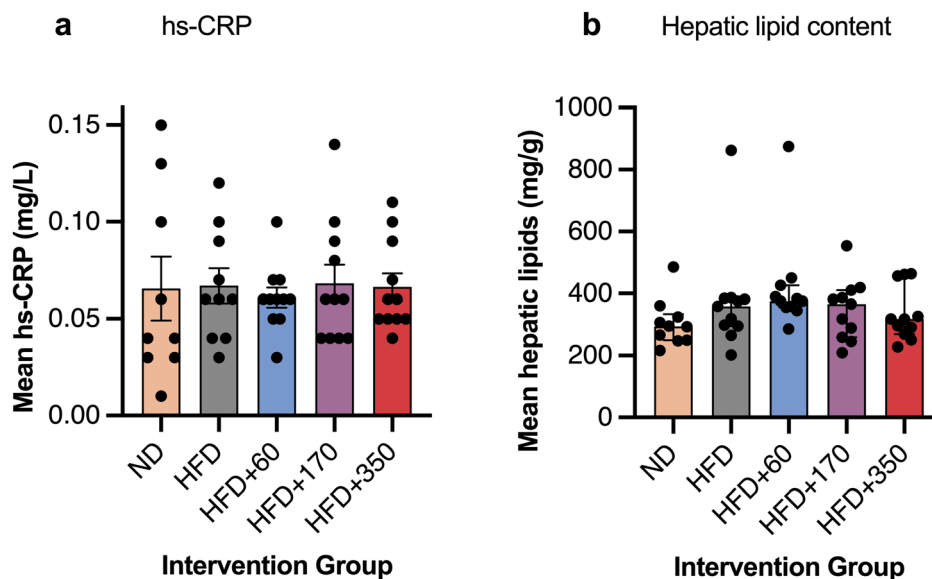 a hs-CRP
Mean hs-CRP (mg/L)
0.15
0.10
0.05
0.00
ND
HFD
HFD+60
HFD+170
HFD+350
Intervention Group
b Hepatic lipid content
Mean hepatic lipids (mg/g)
1000
800
600
400
200
0
ND
HFD
HFD+60
HFD+170
HFD+350
Intervention Group